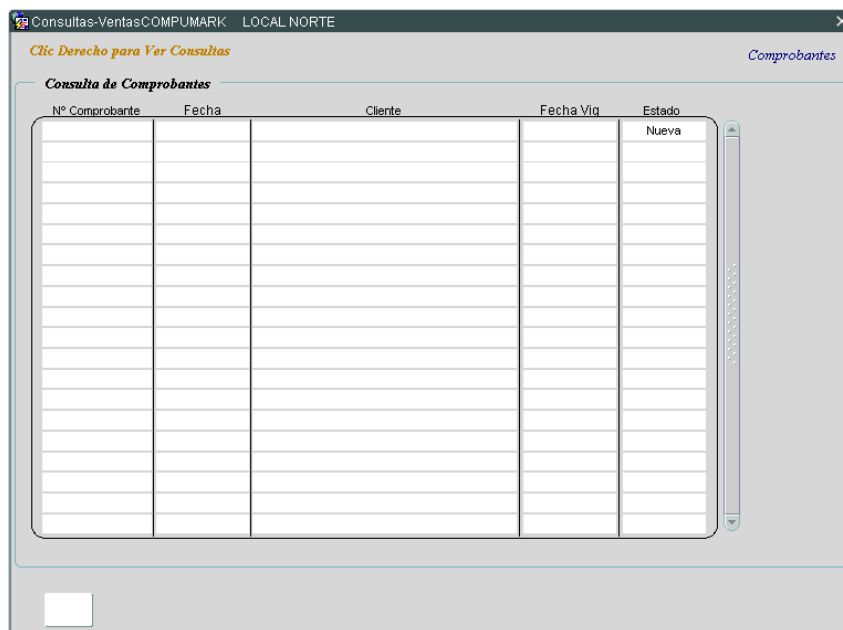 Consultas-VentasCOMPUMARK LOCAL NORTE
Clic Derecho para Ver Consultas
Comprobantes
Consulta de Comprobantes
Nº Comprobante Fecha Cliente Fecha Vig Estado
Nueva